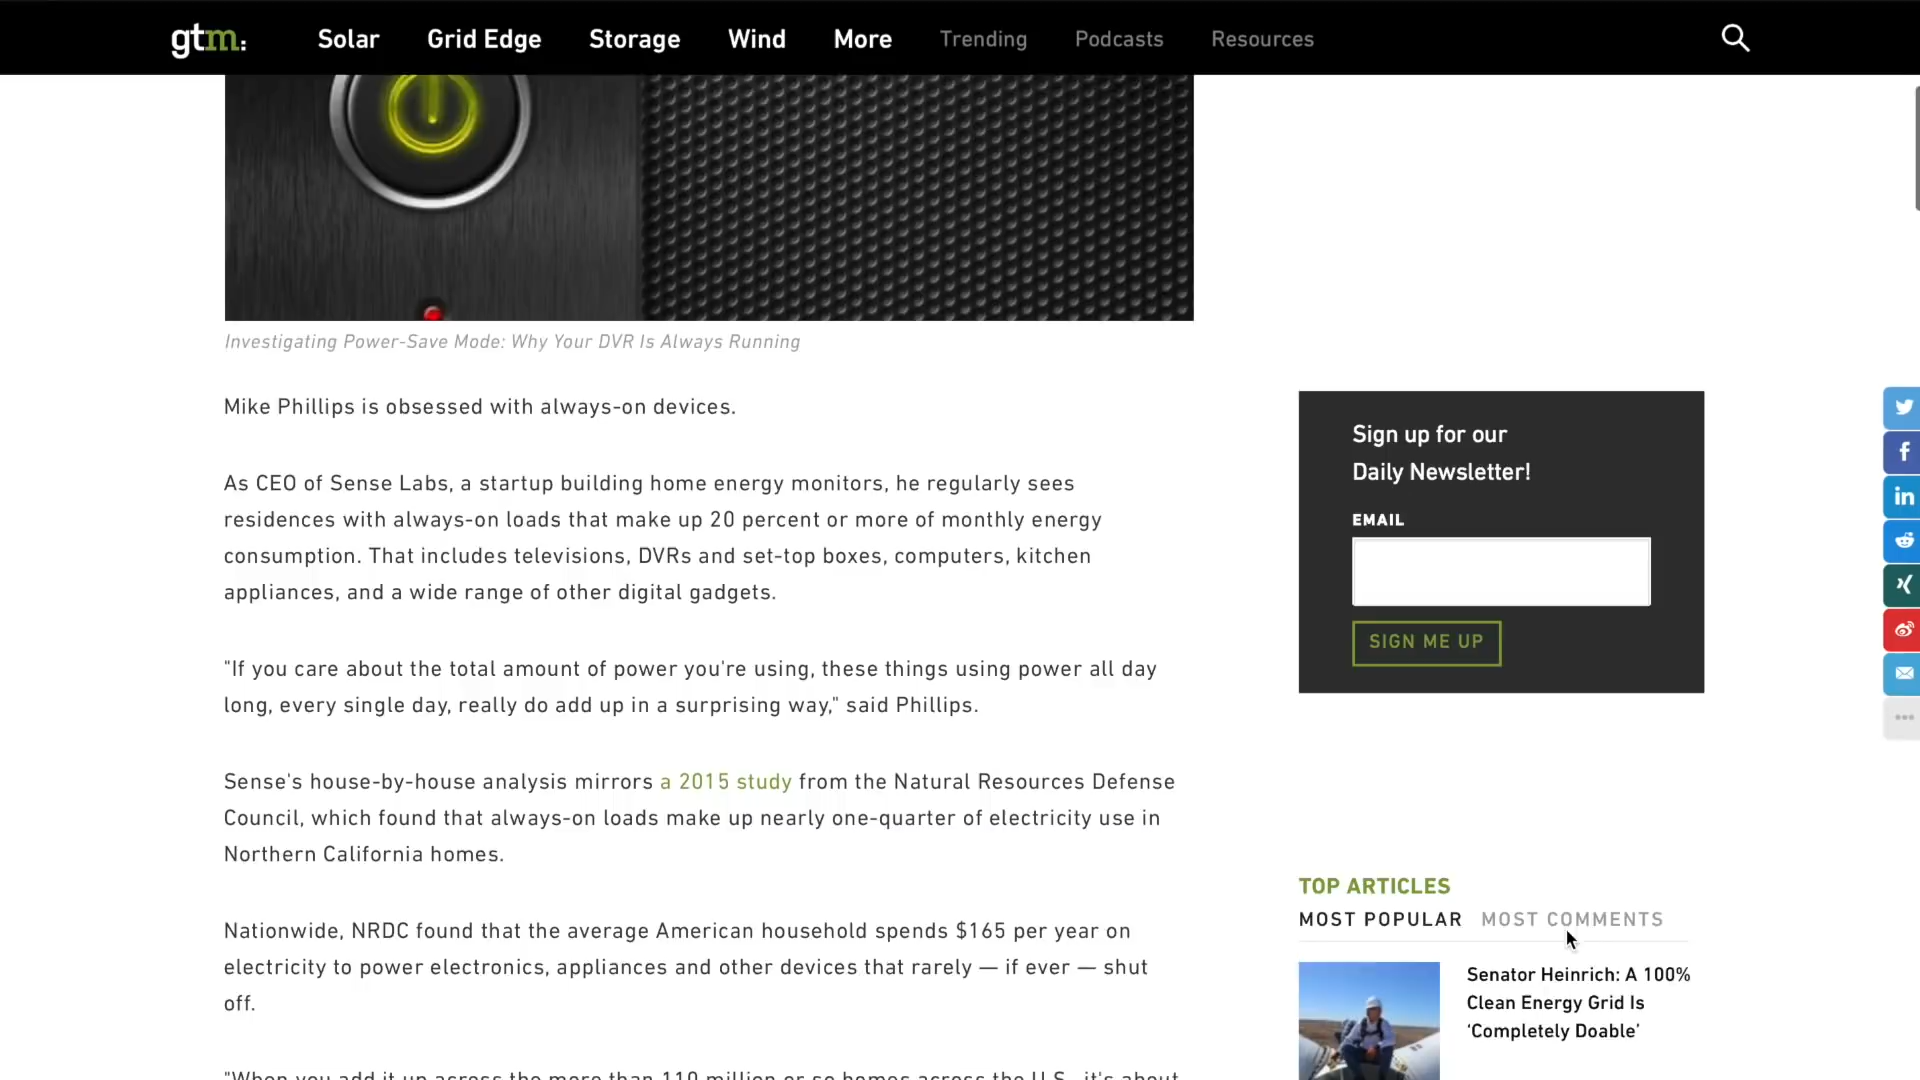 gtm:
Solar
Grid Edge
Storage
Wind
More
Trending
Podcasts
Resources
Investigating Power-Save Mode: Why Your DVR Is Always Running
Mike Phillips is obsessed with always-on devices.
As CEO of Sense Labs, a startup building home energy monitors, he regularly sees
residences with always-on loads that make up 20 percent or more of monthly energy
consumption. That includes televisions, DVRs and set-top boxes, computers, kitchen
appliances, and a wide range of other digital gadgets.
"If you care about the total amount of power you're using, these things using power all day
long, every single day, really do add up in a surprising way," said Phillips.
Sense's house-by-house analysis mirrors a 2015 study from the Natural Resources Defense
Council, which found that always-on loads make up nearly one-quarter of electricity use in
Northern California homes.
Nationwide, NRDC found that the average American household spends $165 per year on
electricity to power electronics, appliances and other devices that rarely — if ever — shut
off.
"When you add it up across the more than 110 million or so homes across the U.S., it's about
Sign up for our
Daily Newsletter!
EMAIL
SIGN ME UP
TOP ARTICLES
MOST POPULAR
MOST COMMENTS
Senator Heinrich: A 100%
Clean Energy Grid Is
‘Completely Doable’